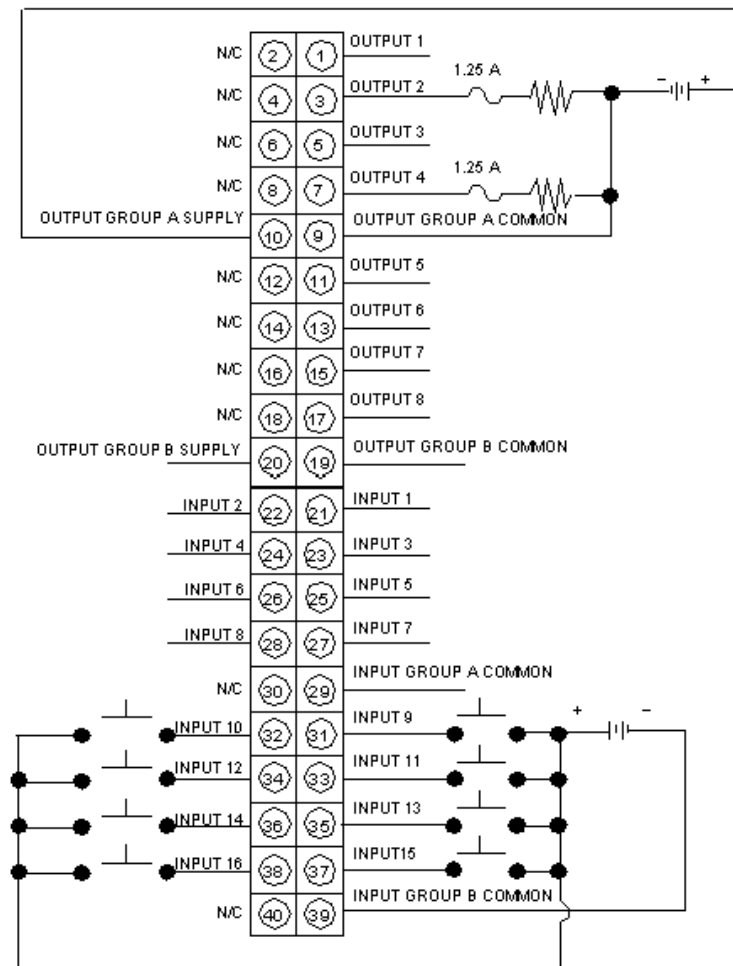 N/C 2 1 OUTPUT 1
1.25 A
N/C 4 3 OUTPUT 2 − +
N/C 6 5 OUTPUT 3
1.25 A
N/C 8 7 OUTPUT 4
OUTPUT GROUP A SUPPLY 10 9 OUTPUT GROUP A COMMON
N/C 12 11 OUTPUT 5
N/C 14 13 OUTPUT 6
N/C 16 15 OUTPUT 7
N/C 18 17 OUTPUT 8
OUTPUT GROUP B SUPPLY 20 19 OUTPUT GROUP B COMMON
INPUT 2 22 21 INPUT 1
INPUT 4 24 23 INPUT 3
INPUT 6 26 25 INPUT 5
INPUT 8 28 27 INPUT 7
N/C 30 29 INPUT GROUP A COMMON
INPUT 10 32 31 INPUT 9 + −
INPUT 12 34 33 INPUT 11
INPUT 14 36 35 INPUT 13
INPUT 16 38 37 INPUT15
N/C 40 39 INPUT GROUP B COMMON